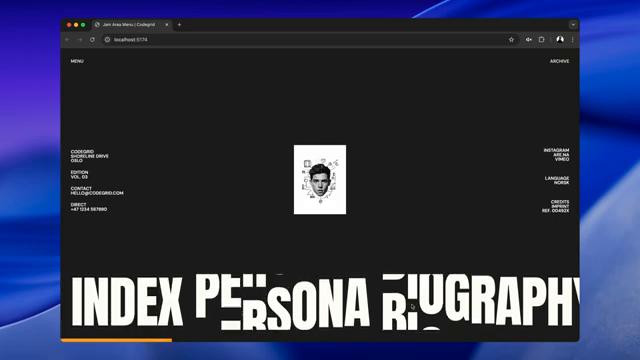 Jam Area Menu | Codegrid
localhost:5174
MENU
ARCHIVE
CODEGRID
SHORELINE DRIVE
OSLO
EDITION
VOL. 03
CONTACT
HELLO@CODEGRID.COM
DIRECT
+47 1234 567890
INSTAGRAM
ARE.NA
VIMEO
LANGUAGE
NORSK
CREDITS
IMPRINT
REF. 00492X
INDEX PERSONA BIOGRAPHY